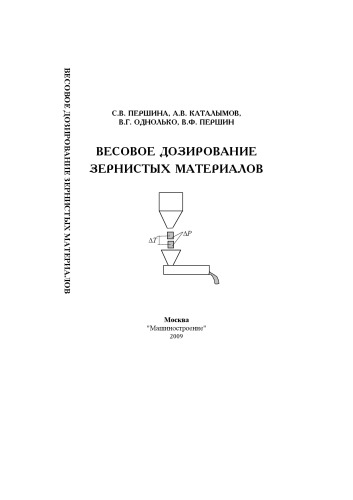 ВЕСОВОЕ ДОЗИРОВАНИЕ ЗЕРНИСТЫХ МАТЕРИАЛОВ
С.В. ПЕРШИНА, А.В. КАТАЛЫМОВ,
В.Г. ОДНОЛЬКО, В.Ф. ПЕРШИН
ВЕСОВОЕ ДОЗИРОВАНИЕ
ЗЕРНИСТЫХ МАТЕРИАЛОВ
ΔT
ΔP
Москва
"Машиностроение"
2009